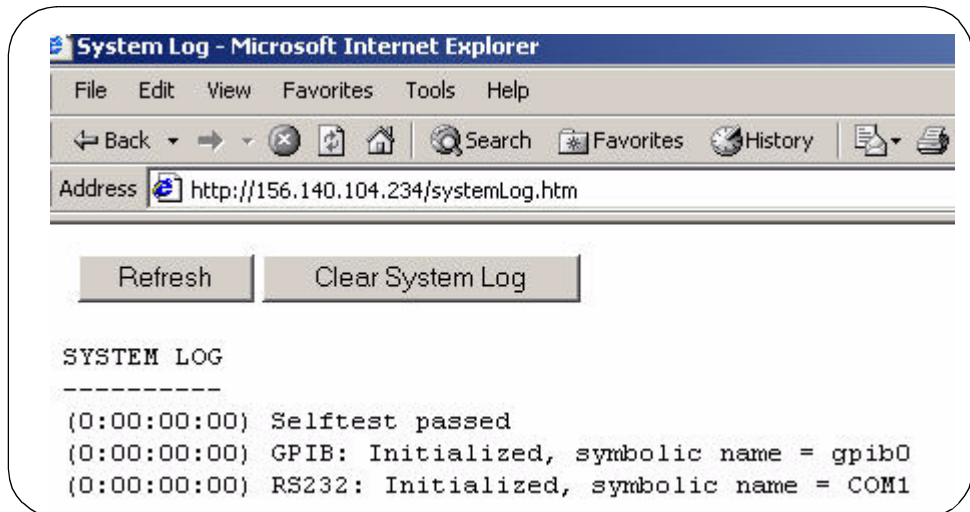 System Log - Microsoft Internet Explorer
File Edit View Favorites Tools Help
Back Search Favorites History
Address http://156.140.104.234/systemLog.htm
Refresh Clear System Log
SYSTEM LOG
----------
(0:00:00:00) Selftest passed
(0:00:00:00) GPIB: Initialized, symbolic name = gpib0
(0:00:00:00) RS232: Initialized, symbolic name = COM1